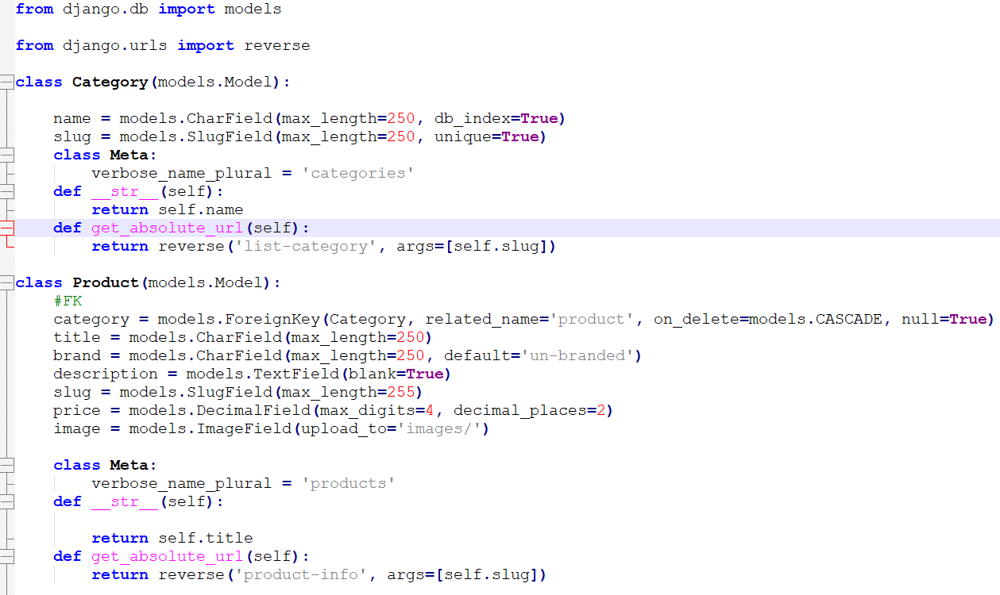 from django.db import models
from django.urls import reverse
class Category(models.Model):
name = models.CharField(max_length=250, db_index=True)
slug = models.SlugField(max_length=250, unique=True)
class Meta:
verbose_name_plural = 'categories'
def __str__(self):
return self.name
def get_absolute_url(self):
return reverse('list-category', args=[self.slug])
class Product(models.Model):
#FK
category = models.ForeignKey(Category, related_name='product', on_delete=models.CASCADE, null=True)
title = models.CharField(max_length=250)
brand = models.CharField(max_length=250, default='un-branded')
description = models.TextField(blank=True)
slug = models.SlugField(max_length=255)
price = models.DecimalField(max_digits=4, decimal_places=2)
image = models.ImageField(upload_to='images/')
class Meta:
verbose_name_plural = 'products'
def __str__(self):
return self.title
def get_absolute_url(self):
return reverse('product-info', args=[self.slug])